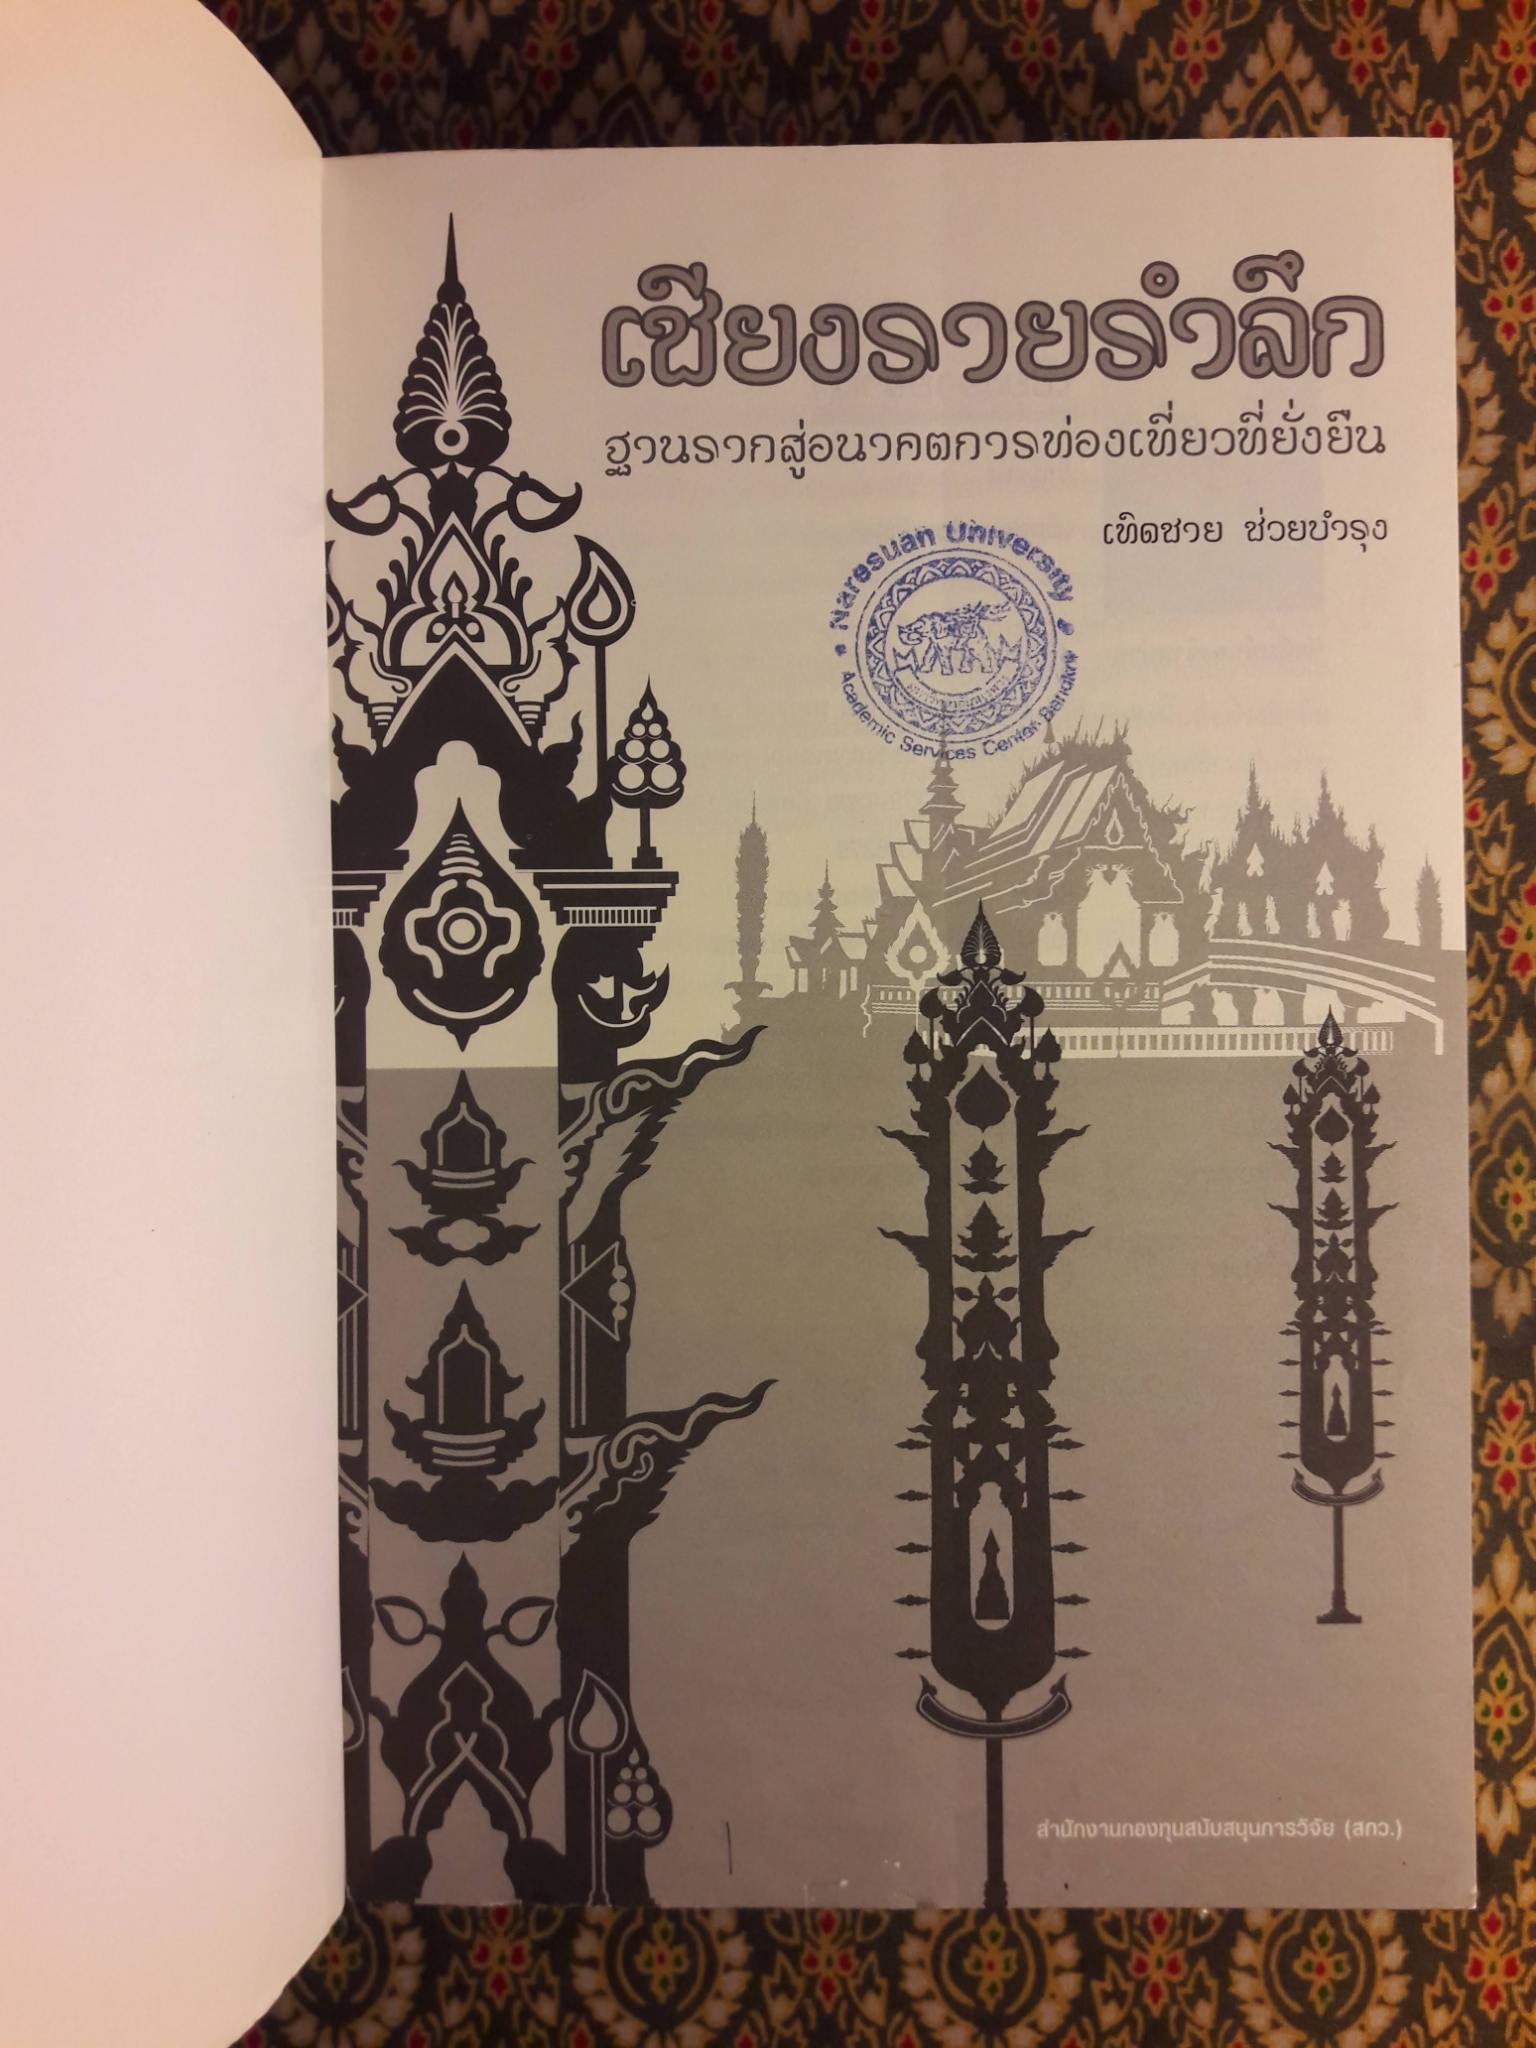 เชียงรายรำลึก
ฐานรากสู่อนาคตการท่องเที่ยวที่ยั่งยืน
เทิดชาย ช่วยบำรุง
Naresuan University
Academic Services Center Bangkok
สำนักงานกองทุนสนับสนุนการวิจัย (สกว.)